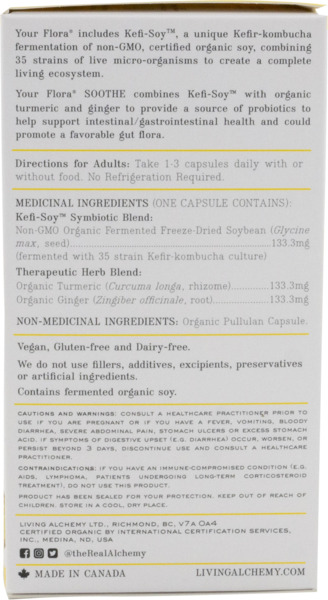 Your Flora® includes Kefi-Soy™, a unique Kefir-kombucha
fermentation of non-GMO, certified organic soy, combining
35 strains of live micro-organisms to create a complete
living ecosystem.
Your Flora® SOOTHE combines Kefi-Soy™ with organic
turmeric and ginger to provide a source of probiotics to
help support intestinal/gastrointestinal health and could
promote a favorable gut flora.
Directions for Adults: Take 1-3 capsules daily with or
without food. No Refrigeration Required.
MEDICINAL INGREDIENTS (ONE CAPSULE CONTAINS):
Kefi-Soy™ Symbiotic Blend:
Non-GMO Organic Fermented Freeze-Dried Soybean (Glycine
max, seed)...........................................................133.3mg
(fermented with 35 strain Kefir-kombucha culture)
Therapeutic Herb Blend:
Organic Turmeric (Curcuma longa, rhizome).............133.3mg
Organic Ginger (Zingiber officinale, root)...................133.3mg
NON-MEDICINAL INGREDIENTS: Organic Pullulan Capsule.
Vegan, Gluten-free and Dairy-free.
We do not use fillers, additives, excipients, preservatives
or artificial ingredients.
Contains fermented organic soy.
CAUTIONS AND WARNINGS: CONSULT A HEALTHCARE PRACTITIONER PRIOR TO
USE IF YOU ARE PREGNANT OR IF YOU HAVE A FEVER, VOMITING, BLOODY
DIARRHEA, SEVERE ABDOMINAL PAIN, STOMACH ULCERS OR EXCESS STOMACH
ACID. IF SYMPTOMS OF DIGESTIVE UPSET (E.G. DIARRHEA) OCCUR, WORSEN, OR
PERSIST BEYOND 3 DAYS, DISCONTINUE USE AND CONSULT A HEALTHCARE
PRACTITIONER.
CONTRAINDICATIONS: IF YOU HAVE AN IMMUNE-COMPROMISED CONDITION (E.G.
AIDS, LYMPHOMA, PATIENTS UNDERGOING LONG-TERM CORTICOSTEROID
TREATMENT), DO NOT USE THIS PRODUCT.
PRODUCT HAS BEEN SEALED FOR YOUR PROTECTION. KEEP OUT OF REACH OF
CHILDREN. STORE IN A COOL, DRY PLACE.
LIVING ALCHEMY LTD., RICHMOND, BC, V7A 0A4
CERTIFIED ORGANIC BY INTERNATIONAL CERTIFICATION SERVICES,
INC., MEDINA, ND, USA
@theRealAlchemy
MADE IN CANADA LIVINGALCHEMY.COM